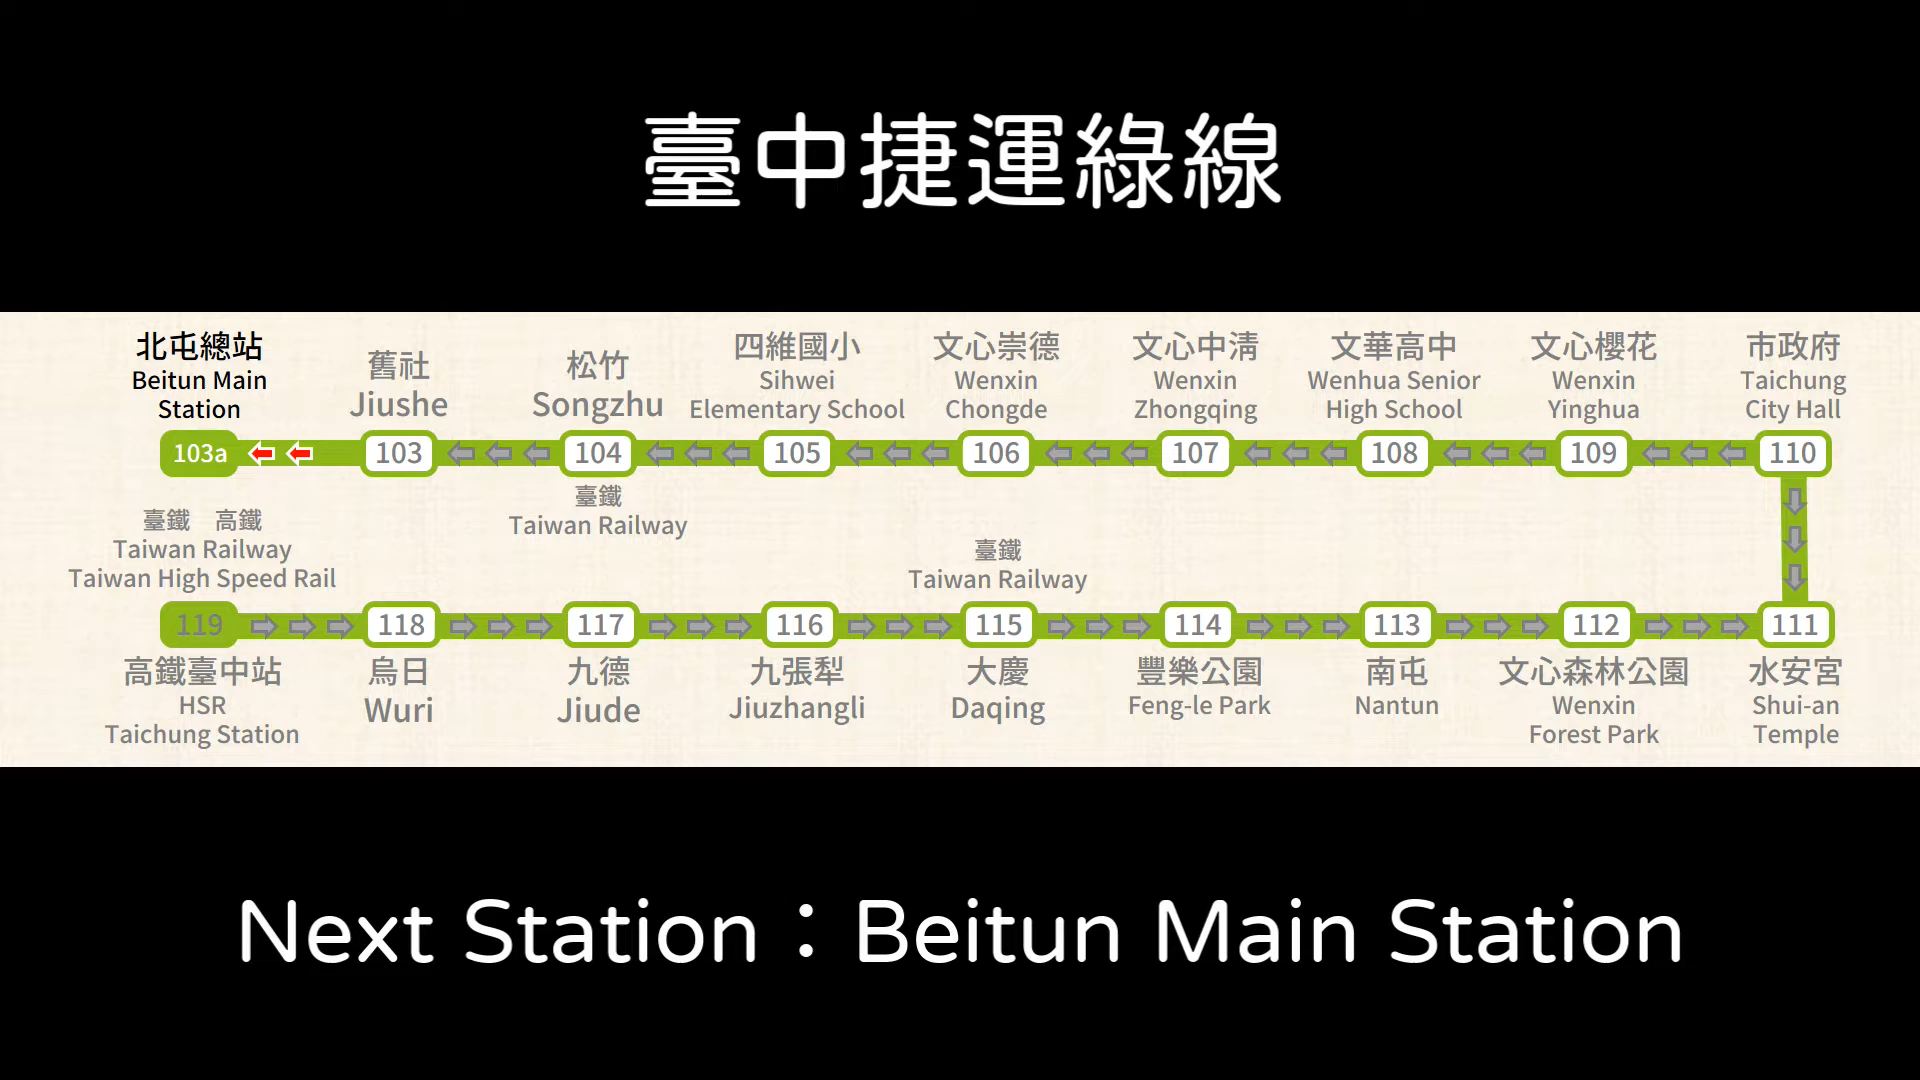 臺中捷運綠線
北屯總站
Beitun Main
Station
舊社
Jiushe
松竹
Songzhu
四維國小
Sihwei
Elementary School
文心崇德
Wenxin
Chongde
文心中清
Wenxin
Zhongqing
文華高中
Wenhua Senior
High School
文心櫻花
Wenxin
Yinghua
市政府
Taichung
City Hall
103a
103
104
105
106
107
108
109
110
臺鐵
Taiwan Railway
臺鐵 高鐵
Taiwan Railway
Taiwan High Speed Rail
臺鐵
Taiwan Railway
119
118
117
116
115
114
113
112
111
高鐵臺中站
HSR
Taichung Station
烏日
Wuri
九德
Jiude
九張犁
Jiuzhangli
大慶
Daqing
豐樂公園
Feng-le Park
南屯
Nantun
文心森林公園
Wenxin
Forest Park
水安宮
Shui-an
Temple
Next Station：Beitun Main Station